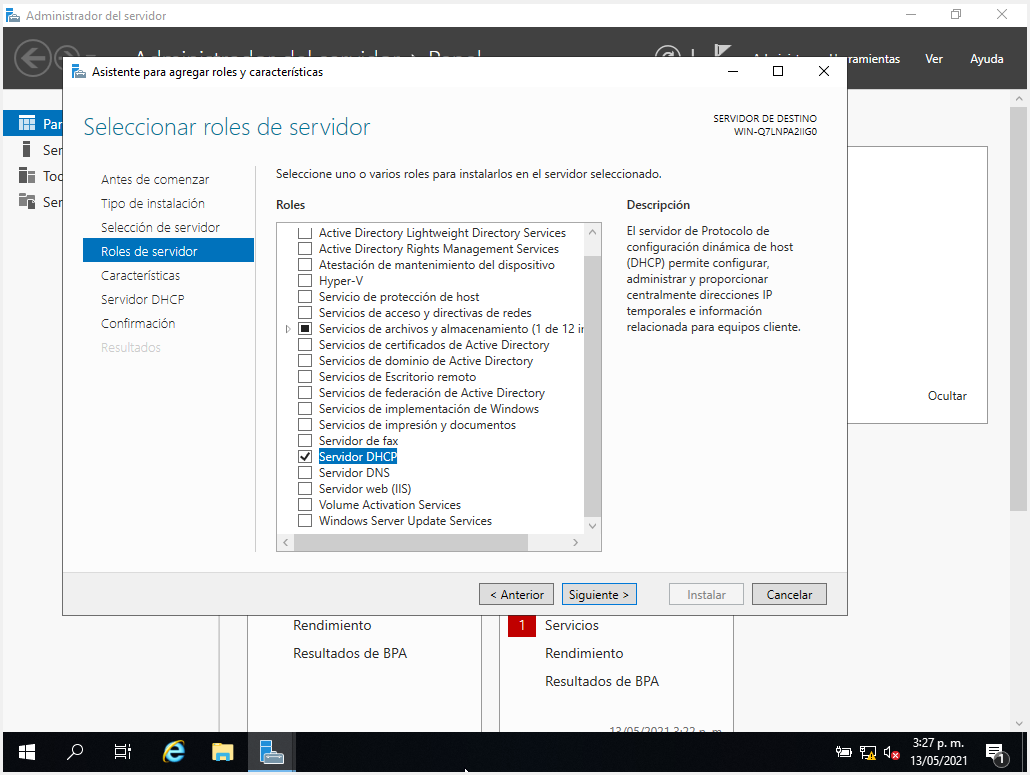 Administrador del servidor
Herramientas
Ver
Ayuda
Asistente para agregar roles y características
Seleccionar roles de servidor
SERVIDOR DE DESTINO
WIN-Q7LNPA2IIG0
Antes de comenzar
Tipo de instalación
Selección de servidor
Roles de servidor
Características
Servidor DHCP
Confirmación
Resultados
Seleccione uno o varios roles para instalarlos en el servidor seleccionado.
Roles
Active Directory Lightweight Directory Services
Active Directory Rights Management Services
Atestación de mantenimiento del dispositivo
Hyper-V
Servicio de protección de host
Servicios de acceso y directivas de redes
Servicios de archivos y almacenamiento (1 de 12 in
Servicios de certificados de Active Directory
Servicios de dominio de Active Directory
Servicios de Escritorio remoto
Servicios de federación de Active Directory
Servicios de implementación de Windows
Servicios de impresión y documentos
Servidor de fax
Servidor DHCP
Servidor DNS
Servidor web (IIS)
Volume Activation Services
Windows Server Update Services
Descripción
El servidor de Protocolo de
configuración dinámica de host
(DHCP) permite configurar,
administrar y proporcionar
centralmente direcciones IP
temporales e información
relacionada para equipos cliente.
Ocultar
< Anterior
Siguiente >
Instalar
Cancelar
Rendimiento
Resultados de BPA
1 Servicios
Rendimiento
Resultados de BPA
13/05/2021 3:22 p. m.
3:27 p. m.
13/05/2021
1